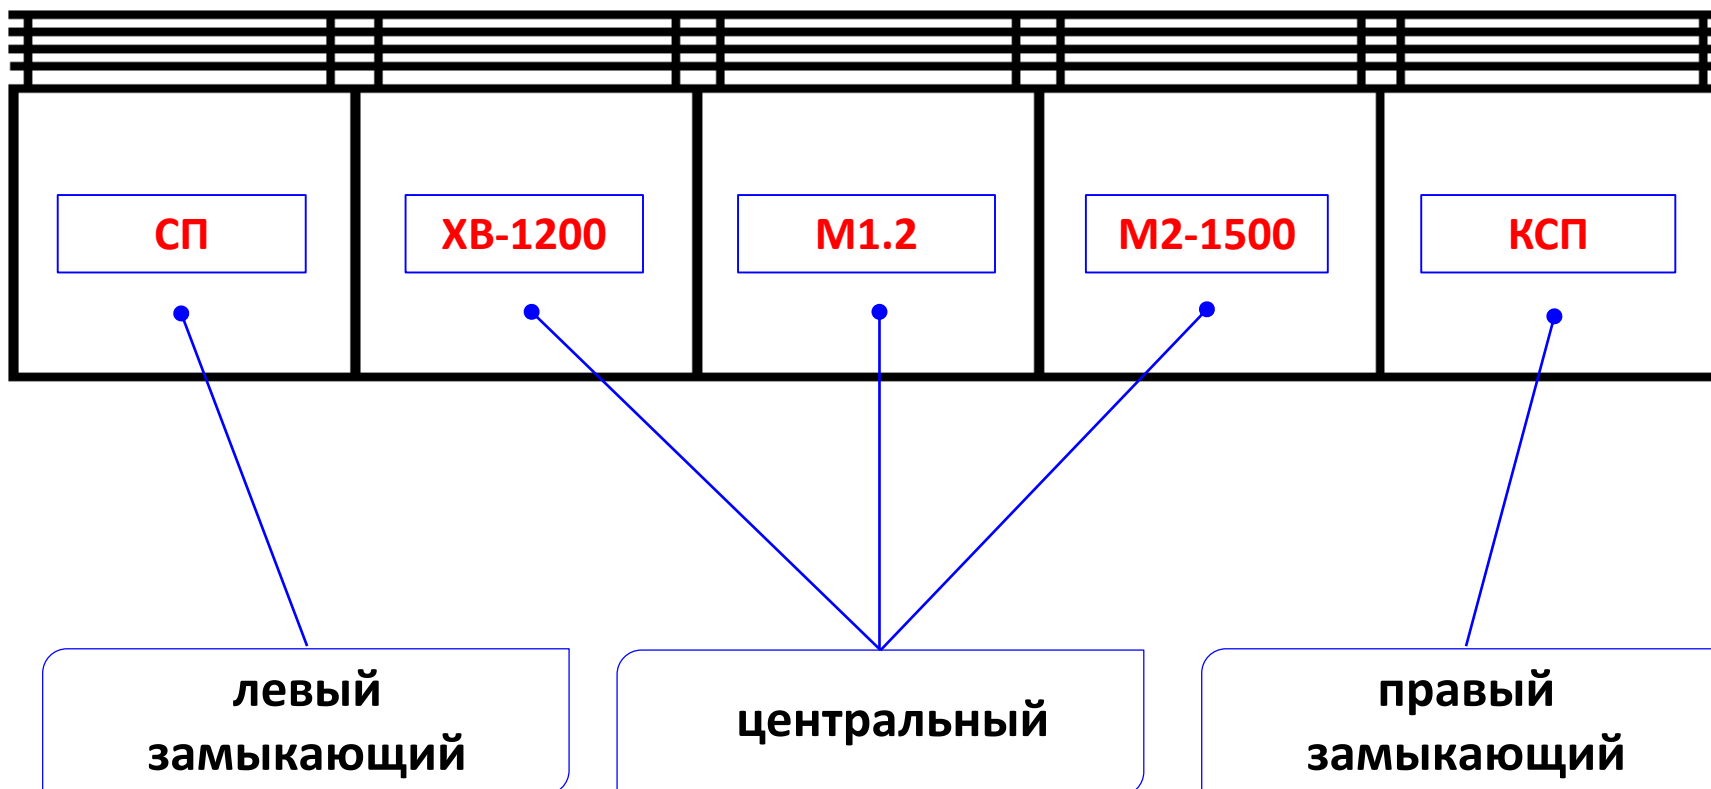 СП
ХВ-1200
М1.2
М2-1500
КСП
левый
замыкающий
центральный
правый
замыкающий